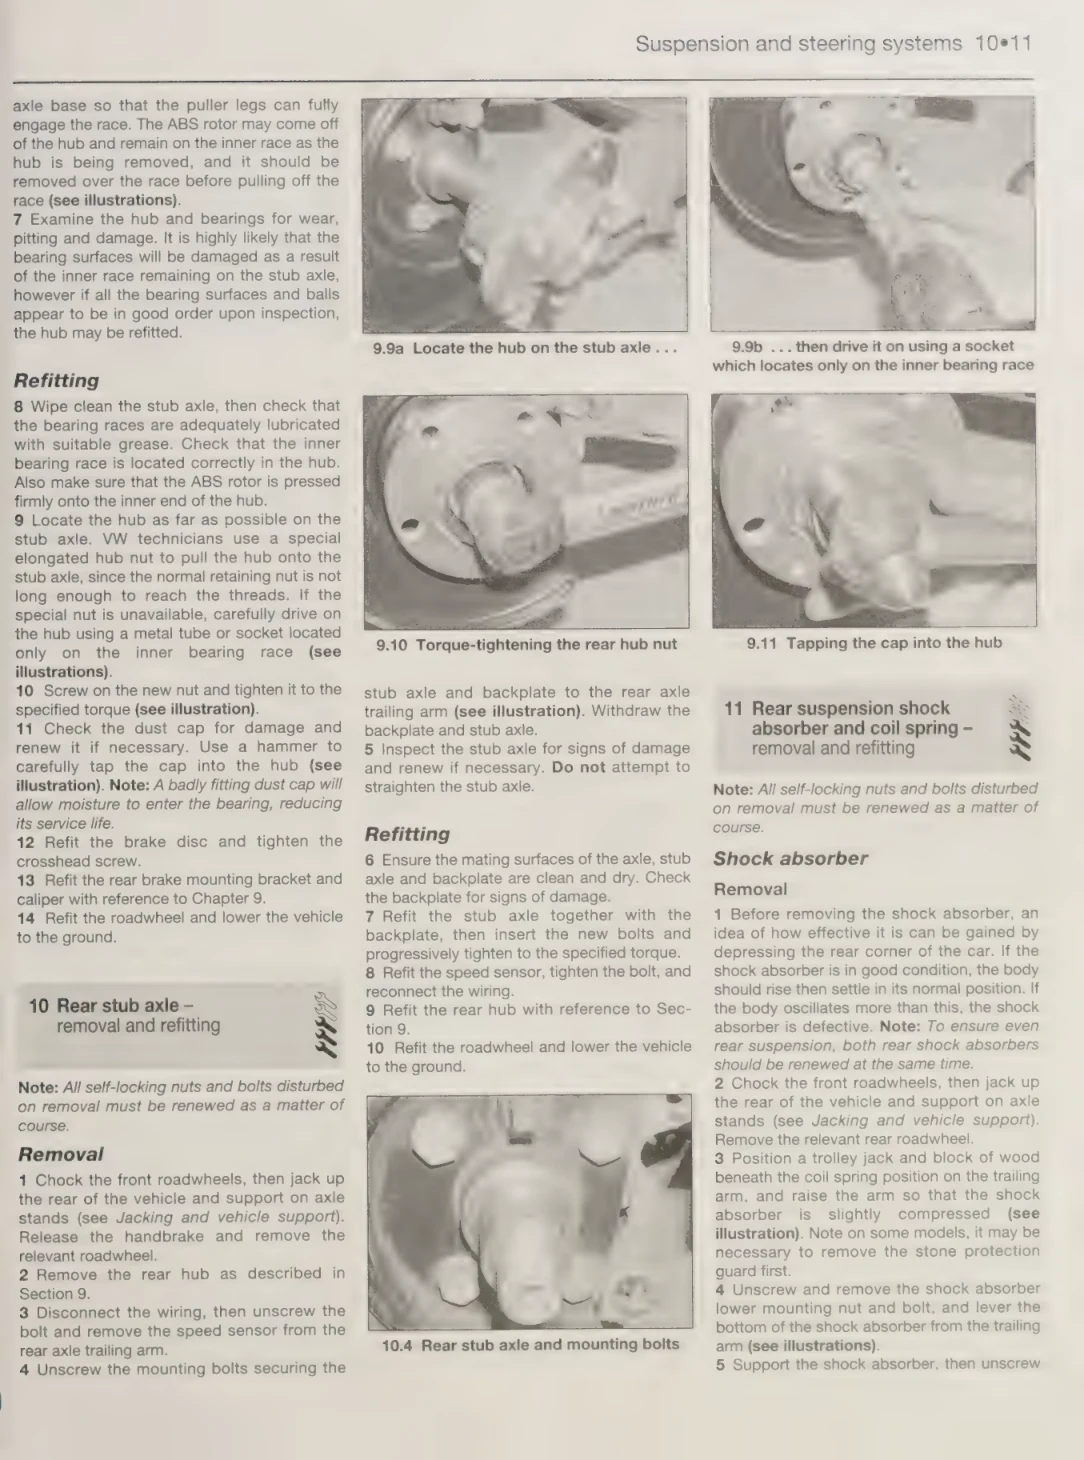 Suspension and steering systems 10•11
axle base so that the puller legs can fully
engage the race. The ABS rotor may come off
of the hub and remain on the inner race as the
hub is being removed, and it should be
removed over the race before pulling off the
race (see illustrations).
7 Examine the hub and bearings for wear,
pitting and damage. It is highly likely that the
bearing surfaces will be damaged as a result
of the inner race remaining on the stub axle,
however if all the bearing surfaces and balls
appear to be in good order upon inspection,
the hub may be refitted.
Refitting
8 Wipe clean the stub axle, then check that
the bearing races are adequately lubricated
with suitable grease. Check that the inner
bearing race is located correctly in the hub.
Also make sure that the ABS rotor is pressed
firmly onto the inner end of the hub.
9 Locate the hub as far as possible on the
stub axle. VW technicians use a special
elongated hub nut to pull the hub onto the
stub axle, since the normal retaining nut is not
long enough to reach the threads. If the
special nut is unavailable, carefully drive on
the hub using a metal tube or socket located
only on the inner bearing race (see
illustrations).
10 Screw on the new nut and tighten it to the
specified torque (see illustration).
11 Check the dust cap for damage and
renew it if necessary. Use a hammer to
carefully tap the cap into the hub (see
illustration). Note: A badly fitting dust cap will
allow moisture to enter the bearing, reducing
its service life.
12 Refit the brake disc and tighten the
crosshead screw.
13 Refit the rear brake mounting bracket and
caliper with reference to Chapter 9.
14 Refit the roadwheel and lower the vehicle
to the ground.
10 Rear stub axle –
removal and refitting
Note: All self-locking nuts and bolts disturbed
on removal must be renewed as a matter of
course.
Removal
1 Chock the front roadwheels, then jack up
the rear of the vehicle and support on axle
stands (see Jacking and vehicle support).
Release the handbrake and remove the
relevant roadwheel.
2 Remove the rear hub as described in
Section 9.
3 Disconnect the wiring, then unscrew the
bolt and remove the speed sensor from the
rear axle trailing arm.
4 Unscrew the mounting bolts securing the
9.9a Locate the hub on the stub axle . . .
9.9b . . . then drive it on using a socket
which locates only on the inner bearing race
9.10 Torque-tightening the rear hub nut
9.11 Tapping the cap into the hub
stub axle and backplate to the rear axle
trailing arm (see illustration). Withdraw the
backplate and stub axle.
5 Inspect the stub axle for signs of damage
and renew if necessary. Do not attempt to
straighten the stub axle.
Refitting
6 Ensure the mating surfaces of the axle, stub
axle and backplate are clean and dry. Check
the backplate for signs of damage.
7 Refit the stub axle together with the
backplate, then insert the new bolts and
progressively tighten to the specified torque.
8 Refit the speed sensor, tighten the bolt, and
reconnect the wiring.
9 Refit the rear hub with reference to Sec-
tion 9.
10 Refit the roadwheel and lower the vehicle
to the ground.
10.4 Rear stub axle and mounting bolts
11 Rear suspension shock
absorber and coil spring –
removal and refitting
Note: All self-locking nuts and bolts disturbed
on removal must be renewed as a matter of
course.
Shock absorber
Removal
1 Before removing the shock absorber, an
idea of how effective it is can be gained by
depressing the rear corner of the car. If the
shock absorber is in good condition, the body
should rise then settle in its normal position. If
the body oscillates more than this, the shock
absorber is defective. Note: To ensure even
rear suspension, both rear shock absorbers
should be renewed at the same time.
2 Chock the front roadwheels, then jack up
the rear of the vehicle and support on axle
stands (see Jacking and vehicle support).
Remove the relevant rear roadwheel.
3 Position a trolley jack and block of wood
beneath the coil spring position on the trailing
arm, and raise the arm so that the shock
absorber is slightly compressed (see
illustration). Note on some models, it may be
necessary to remove the stone protection
guard first.
4 Unscrew and remove the shock absorber
lower mounting nut and bolt, and lever the
bottom of the shock absorber from the trailing
arm (see illustrations).
5 Support the shock absorber, then unscrew